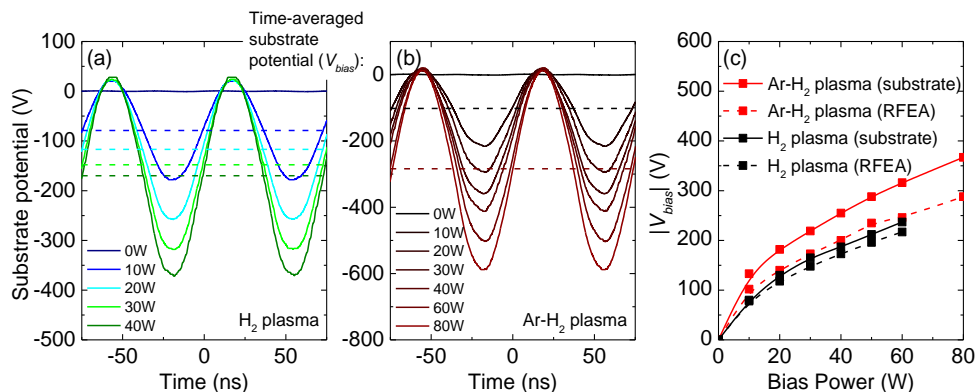 Time-averaged
substrate
potential (V_bias):
(a)
Substrate potential (V)
0
-100
-200
-300
-400
-500
0W
10W
20W
30W
40W
H₂ plasma
-50
0
50
Time (ns)
(b)
0
-200
-400
-600
-800
0W
10W
20W
30W
40W
60W
80W
Ar-H₂ plasma
-50
0
50
Time (ns)
(c)
|V_bias| (V)
600
500
400
300
200
100
0
Ar-H₂ plasma (substrate)
Ar-H₂ plasma (RFEA)
H₂ plasma (substrate)
H₂ plasma (RFEA)
0
20
40
60
80
Bias Power (W)